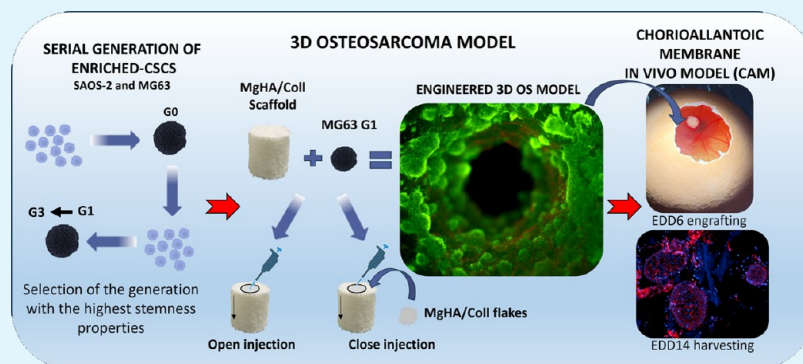 SERIAL GENERATION OF
ENRICHED-CSCS
SAOS-2 and MG63
G0
G3
G1
Selection of the generation
with the highest stemness
properties
3D OSTEOSARCOMA MODEL
MgHA/Coll
Scaffold
MG63 G1
+
=
ENGINEERED 3D OS MODEL
Open injection
Close injection
MgHA/Coll flakes
CHORIOALLANTOIC
MEMBRANE
IN VIVO MODEL (CAM)
EDD6 engrafting
EDD14 harvesting